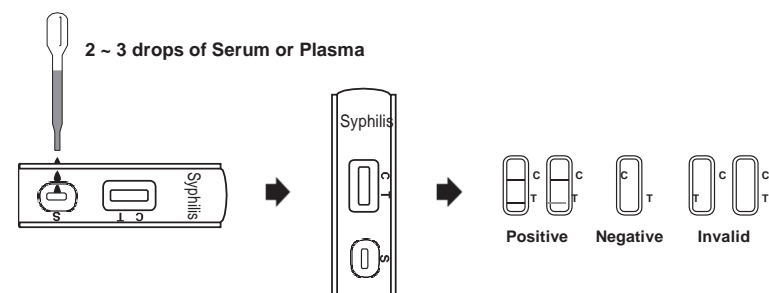 2 ~ 3 drops of Serum or Plasma
S
C T
Syphilis
Syphilis
C T
S
C
T
C
T
Positive
C
T
Negative
T
C
C
T
Invalid